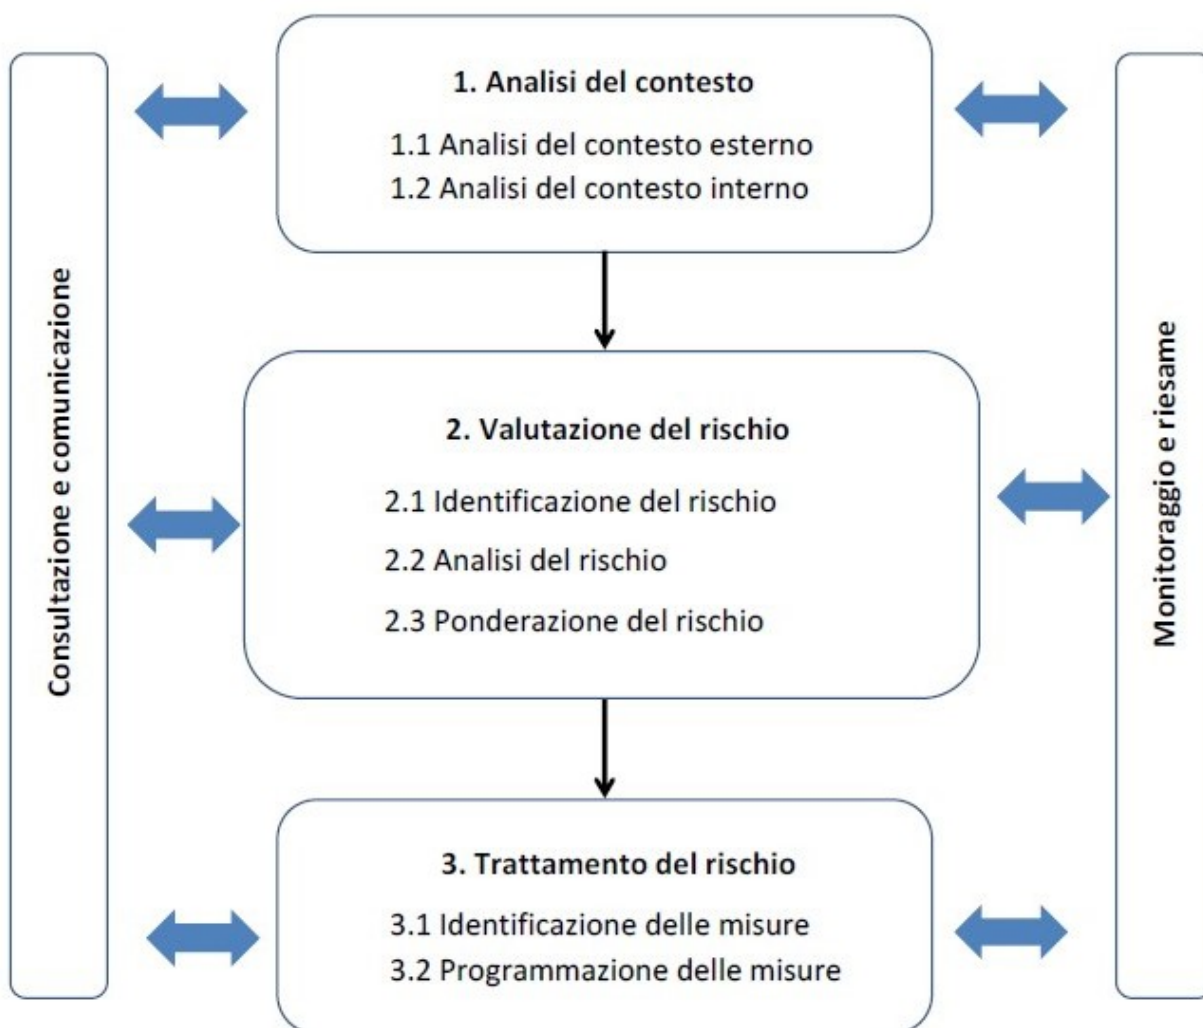 Consultazione e comunicazione
1. Analisi del contesto
1.1 Analisi del contesto esterno
1.2 Analisi del contesto interno
2. Valutazione del rischio
2.1 Identificazione del rischio
2.2 Analisi del rischio
2.3 Ponderazione del rischio
3. Trattamento del rischio
3.1 Identificazione delle misure
3.2 Programmazione delle misure
Monitoraggio e riesame